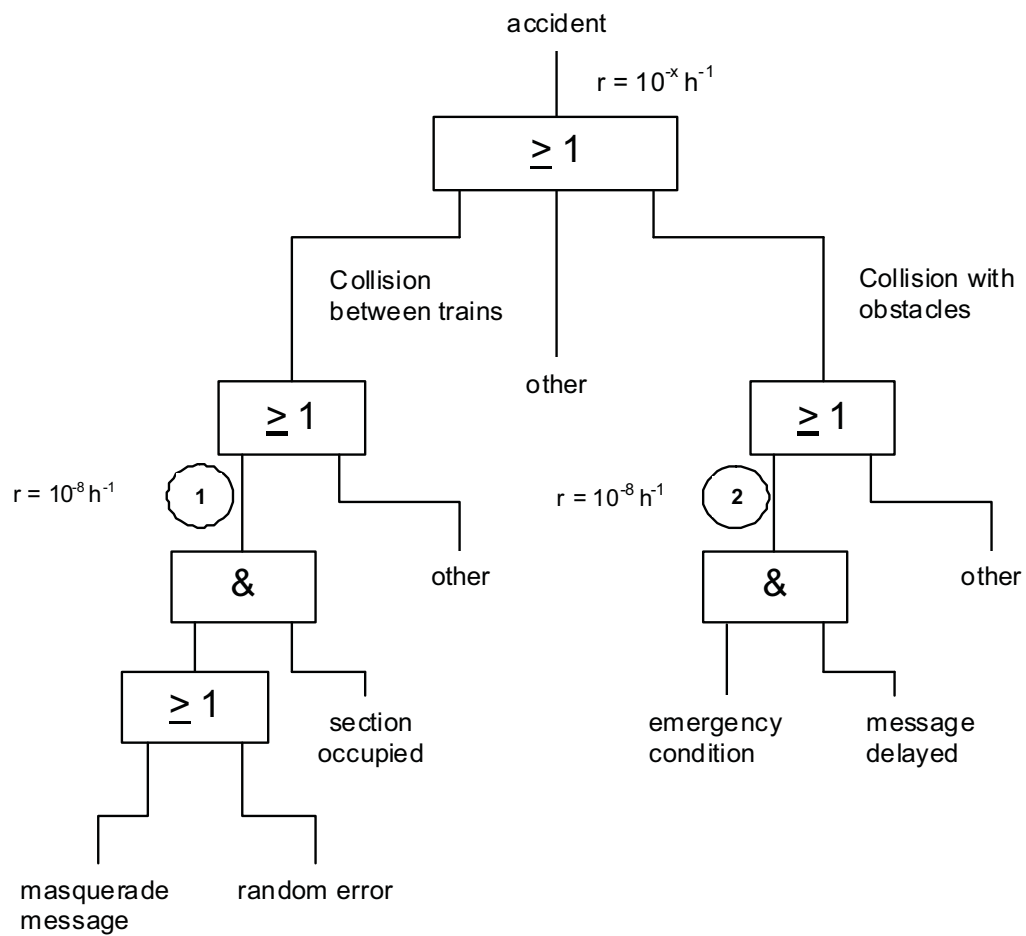 accident
r = 10⁻ˣ h⁻¹
≥ 1
Collision
between trains
Collision with
obstacles
other
≥ 1
≥ 1
r = 10⁻⁸ h⁻¹
1
r = 10⁻⁸ h⁻¹
2
&
other
&
other
≥ 1
section
occupied
emergency
condition
message
delayed
masquerade
message
random error